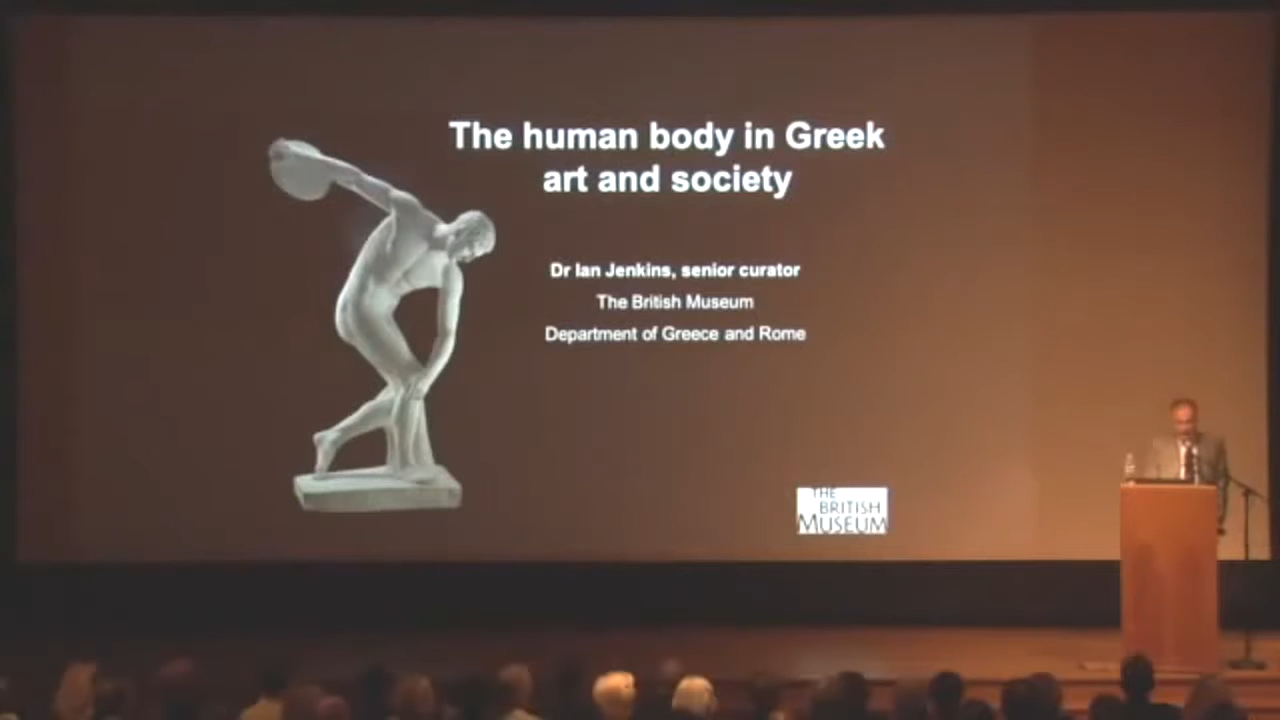 The human body in Greek
art and society
Dr Ian Jenkins, senior curator
The British Museum
Department of Greece and Rome
THE
BRITISH
MUSEUM